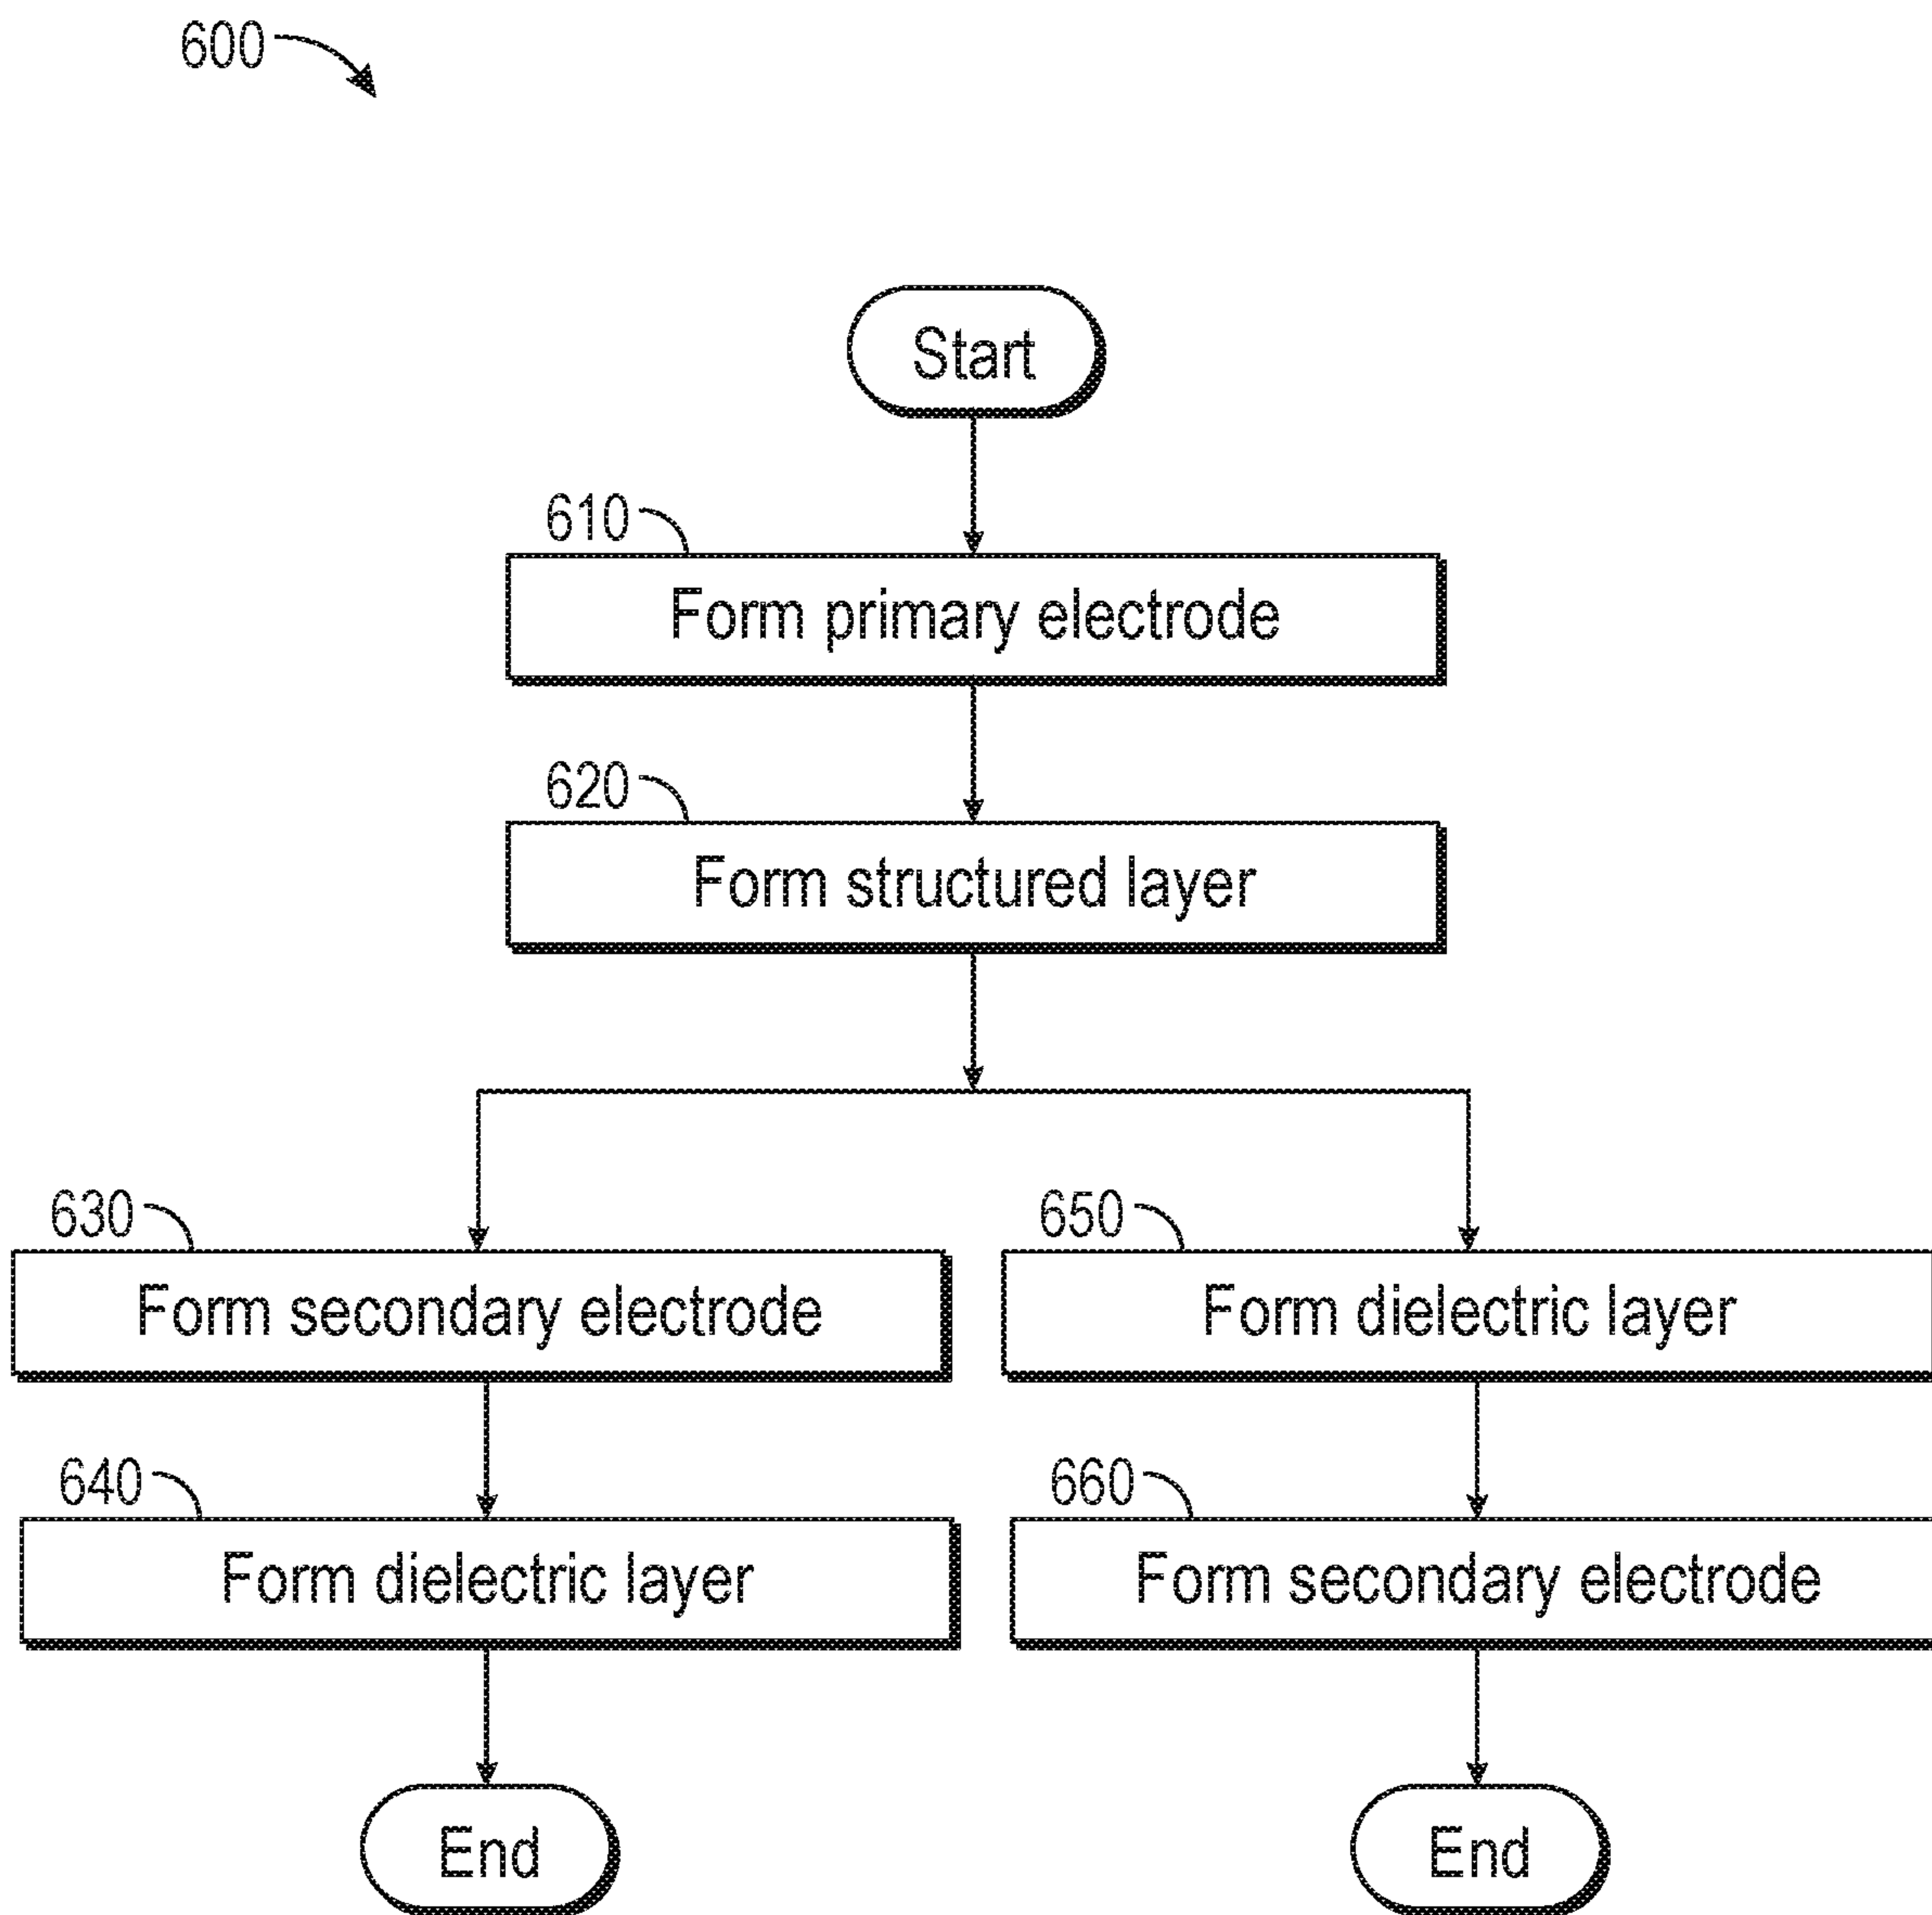 600
Start
610
Form primary electrode
620
Form structured layer
630
Form secondary electrode
650
Form dielectric layer
640
Form dielectric layer
660
Form secondary electrode
End
End